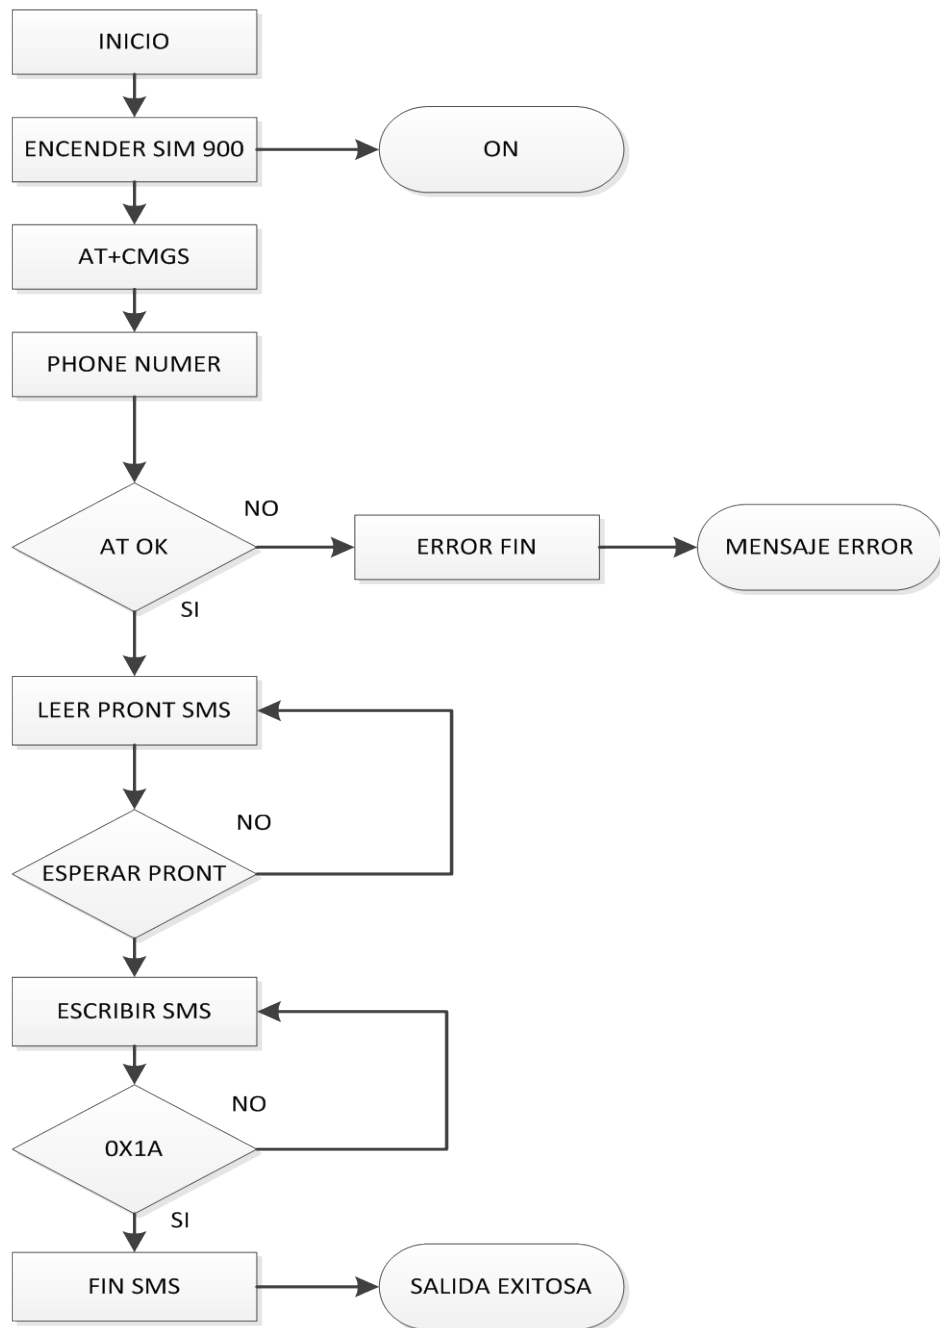 INICIO
ENCENDER SIM 900
ON
AT+CMGS
PHONE NUMER
NO
AT OK
ERROR FIN
MENSAJE ERROR
SI
LEER PRONT SMS
NO
ESPERAR PRONT
ESCRIBIR SMS
NO
0X1A
SI
FIN SMS
SALIDA EXITOSA